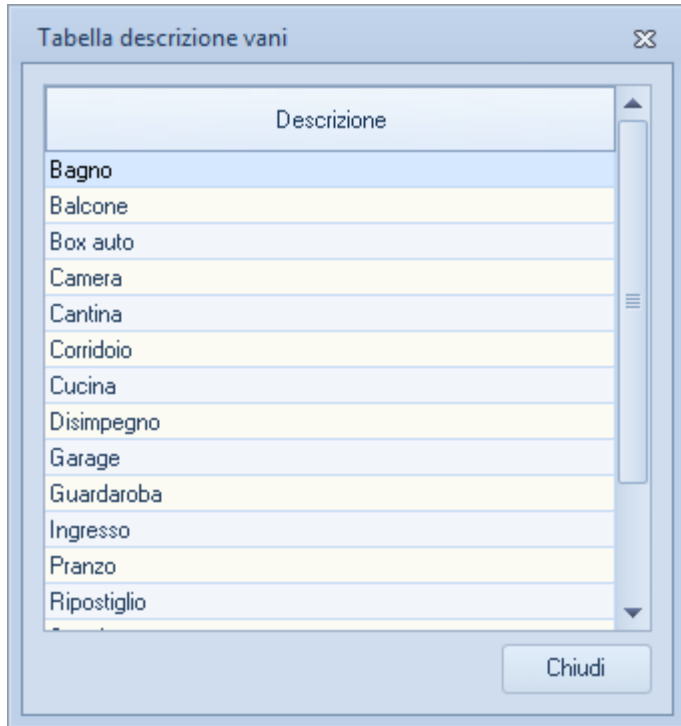 Tabella descrizione vani
Descrizione
Bagno
Balcone
Box auto
Camera
Cantina
Corridoio
Cucina
Disimpegno
Garage
Guardaroba
Ingresso
Pranzo
Ripostiglio
Chiudi